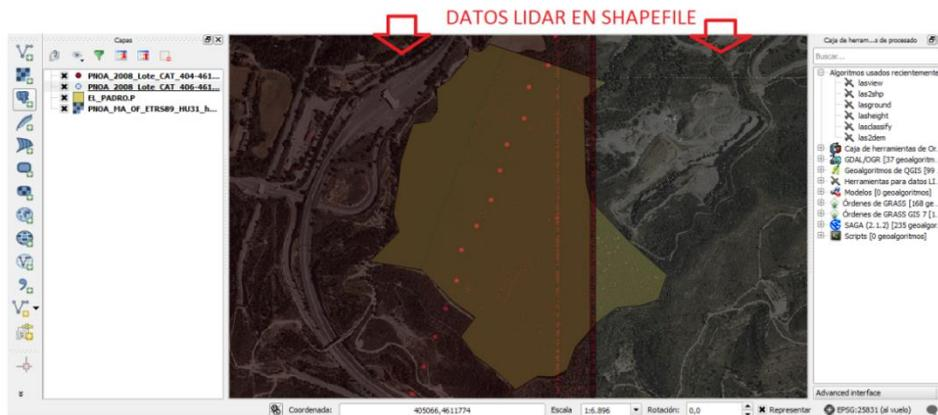 DATOS LIDAR EN SHAPEFILE
Capas
PNOA_2008_Lote_CAT_404-461...
PNOA_2008_Lote_CAT_406-461...
EL_PADRO.P
PNOA_MA_OF_ETRS89_HU31_h...
Caja de herram...s de procesado
Buscar...
Algoritmos usados recientemente
lasview
las2shp
lasground
lasheight
lasclassify
las2dem
Caja de herramientas de Or...
GDAL/OGR [37 geoalgoritm...
Geoalgoritmos de QGIS [99 ...
Herramientas para datos LI...
Modelos [0 geoalgoritmos]
Órdenes de GRASS [168 ge...
Órdenes de GRASS GIS 7 [1...
SAGA (2.1.2) [235 geoalgor...
Scripts [0 geoalgoritmos]
Advanced interface
Coordenada: 405066,4611774 Escala 1:6.896 Rotación: 0,0 Representar EPSG:25831 (al vuelo)